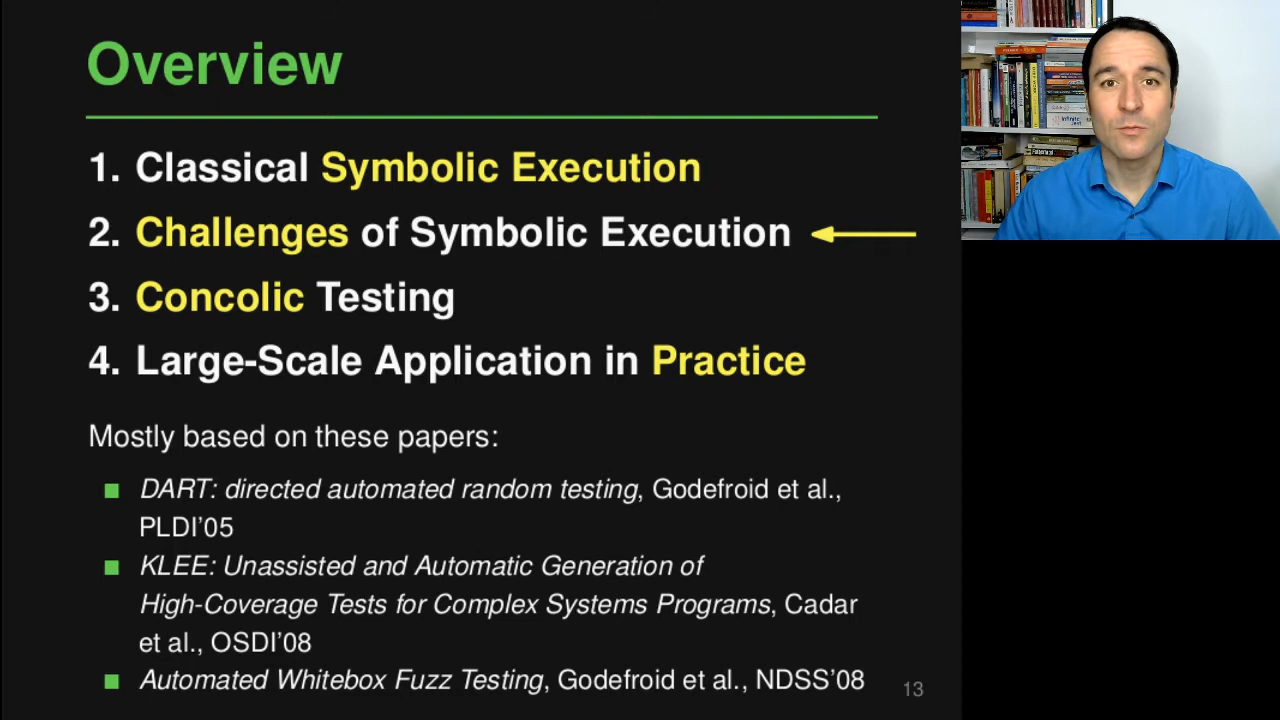 Overview
1. Classical Symbolic Execution
2. Challenges of Symbolic Execution
3. Concolic Testing
4. Large-Scale Application in Practice
Mostly based on these papers:
DART: directed automated random testing, Godefroid et al.,
PLDI'05
KLEE: Unassisted and Automatic Generation of
High-Coverage Tests for Complex Systems Programs, Cadar
et al., OSDI'08
Automated Whitebox Fuzz Testing, Godefroid et al., NDSS'08
13